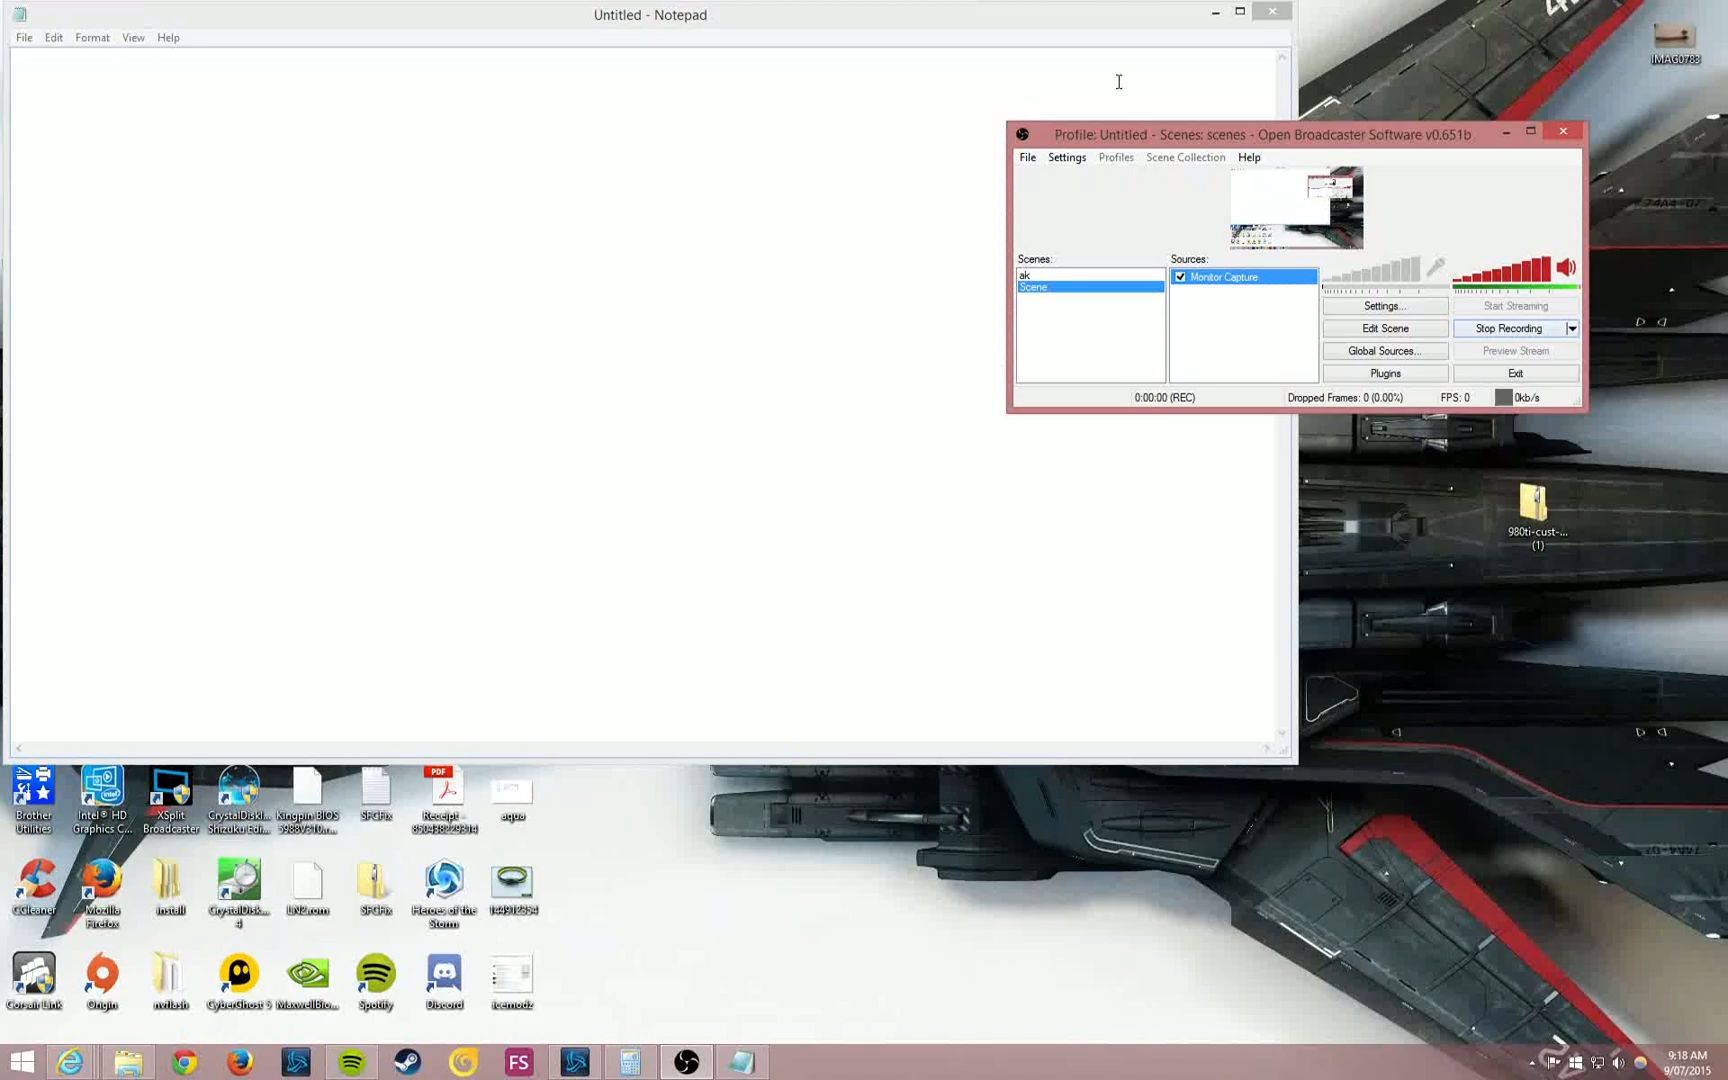 Untitled - Notepad
File Edit Format View Help
IMAG0783
Profile: Untitled - Scenes: scenes - Open Broadcaster Software v0.651b
File Settings Profiles Scene Collection Help
Scenes:
Sources:
ak
Scene
Monitor Capture
Settings...
Start Streaming
Edit Scene
Stop Recording
Global Sources...
Preview Stream
Plugins
Exit
0:00:00 (REC)
Dropped Frames: 0 (0.00%)
FPS: 0
0kb/s
980ti-cust-...
(1)
Brother
Utilities
Intel® HD
Graphics C...
XSplit
Broadcaster
CrystalDiskI...
Shizuku Edi...
Kingpin BIOS
SFCFix
PDF
Receipt -
850438229314
aqua
CCleaner
Mozilla
Firefox
install
CrystalDisk...
4
LN2.rom
SFCFix
Heroes of the
Storm
144912354
Corsair Link
Origin
nvflash
CyberGhost 5
MaxwellBio...
Spotify
Discord
icemodz
FS
9:18 AM
9/07/2015